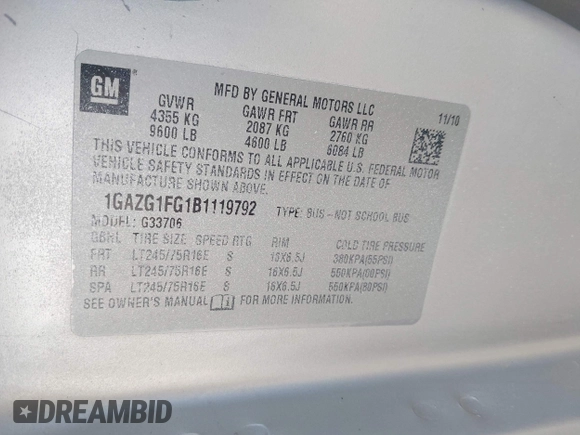 GM ®
MFD BY GENERAL MOTORS LLC
GVWR GAWR FRT GAWR RR 11/10
4355 KG 2087 KG 2760 KG
9600 LB 4600 LB 6084 LB
THIS VEHICLE CONFORMS TO ALL APPLICABLE U.S. FEDERAL MOTOR
VEHICLE SAFETY STANDARDS IN EFFECT ON THE DATE OF
MANUFACTURE SHOWN ABOVE.
1GAZG1FG1B1119792 TYPE: BUS - NOT SCHOOL BUS
MODEL: G33706
TIRE SIZE SPEED RTG RIM COLD TIRE PRESSURE
FRT LT245/75R16E S 16X6.5J 380KPA(55PSI)
RR LT245/75R16E S 16X6.5J 550KPA(80PSI)
SPA LT245/75R16E S 16X6.5J 550KPA(80PSI)
SEE OWNER'S MANUAL FOR MORE INFORMATION.
DREAMBID